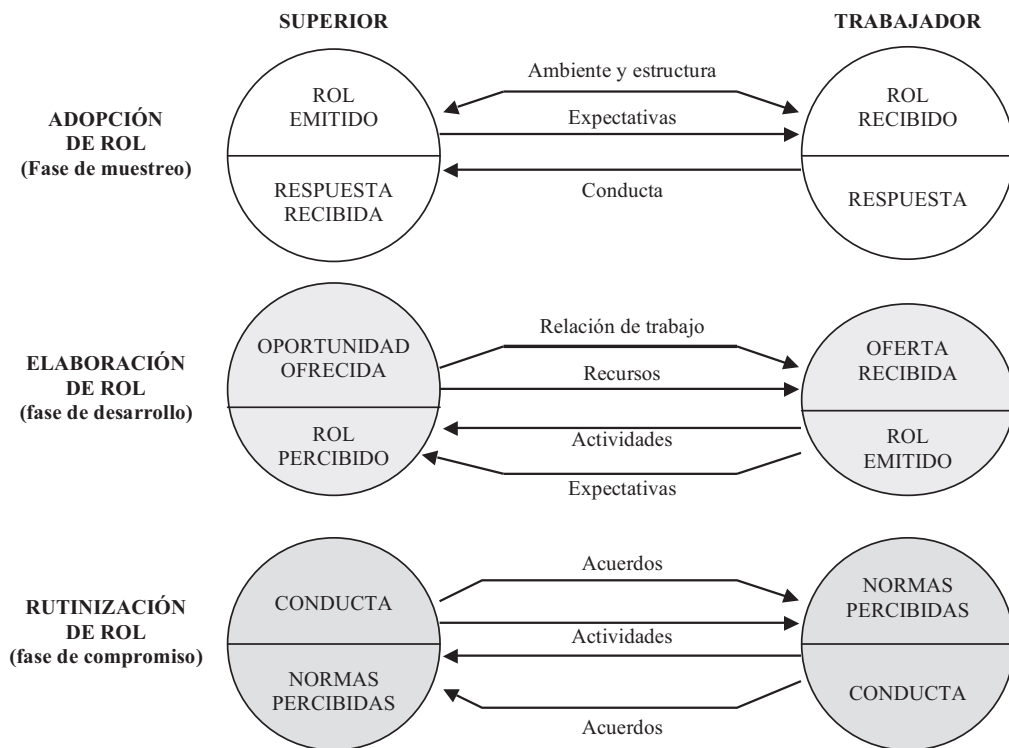 SUPERIOR
TRABAJADOR
ADOPCIÓN
DE ROL
(Fase de muestreo)
ROL
EMITIDO
RESPUESTA
RECIBIDA
Ambiente y estructura
Expectativas
Conducta
ROL
RECIBIDO
RESPUESTA
ELABORACIÓN
DE ROL
(fase de desarrollo)
OPORTUNIDAD
OFRECIDA
ROL
PERCIBIDO
Relación de trabajo
Recursos
Actividades
Expectativas
OFERTA
RECIBIDA
ROL
EMITIDO
RUTINIZACIÓN
DE ROL
(fase de compromiso)
CONDUCTA
NORMAS
PERCIBIDAS
Acuerdos
Actividades
Acuerdos
NORMAS
PERCIBIDAS
CONDUCTA